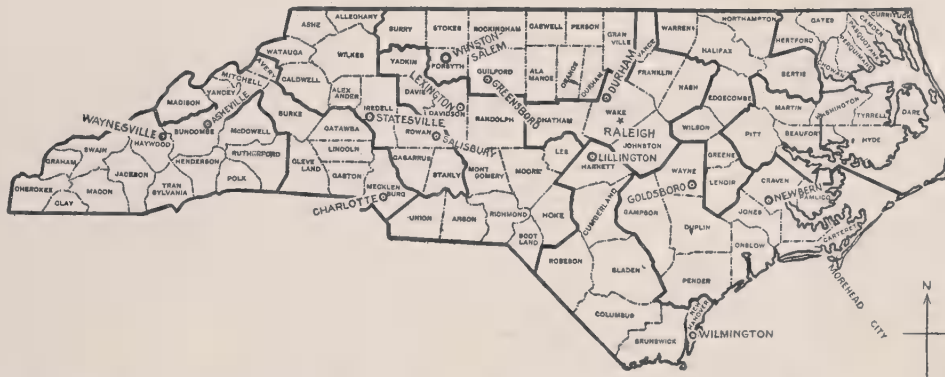 ASHE
ALLEGHANY
SURRY
STOKES
ROCKINGHAM
CASWELL
PERSON
GRAN
VILLE
VANCE
WARREN
NORTHAMPTON
GATES
CURRITUCK
CAMDEN
PASQUOTANK
PERQUIMANS
CHOWAN
HERTFORD
HALIFAX
BERTIE
WATAUGA
WILKES
YADKIN
FORSYTH
WINSTON
SALEM
GUILFORD
GREENSBORO
ALA
MANCE
ORANGE
DURHAM
DURHAM
FRANKLIN
NASH
EDGECOMBE
MARTIN
WASHINGTON
TYRRELL
DARE
MITCHELL
AVERY
CALDWELL
ALEX
ANDER
IREDELL
DAVIE
LEXINGTON
DAVIDSON
RANDOLPH
CHATHAM
WAKE
RALEIGH
JOHNSTON
WILSON
PITT
BEAUFORT
HYDE
MADISON
YANCEY
ASHEVILLE
BUNCOMBE
McDOWELL
BURKE
CATAWBA
STATESVILLE
ROWAN
SALISBURY
WAYNESVILLE
HAYWOOD
HENDERSON
RUTHERFORD
CLEVE
LAND
LINCOLN
GASTON
CABARRUS
STANLY
MONT
GOMERY
MOORE
LEE
LILLINGTON
HARNETT
WAYNE
GOLDSBORO
GREENE
LENOIR
CRAVEN
NEWBERN
PAMLICO
GRAHAM
SWAIN
JACKSON
TRAN
SYLVANIA
POLK
CHEROKEE
CLAY
MACON
CHARLOTTE
MECKLEN
BURG
UNION
ANSON
RICHMOND
SCOT
LAND
HOKE
CUMBERLAND
SAMPSON
DUPLIN
JONES
ONSLOW
CARTERET
MOREHEAD CITY
ROBESON
BLADEN
PENDER
COLUMBUS
BRUNSWICK
NEW
HANOVER
WILMINGTON
N